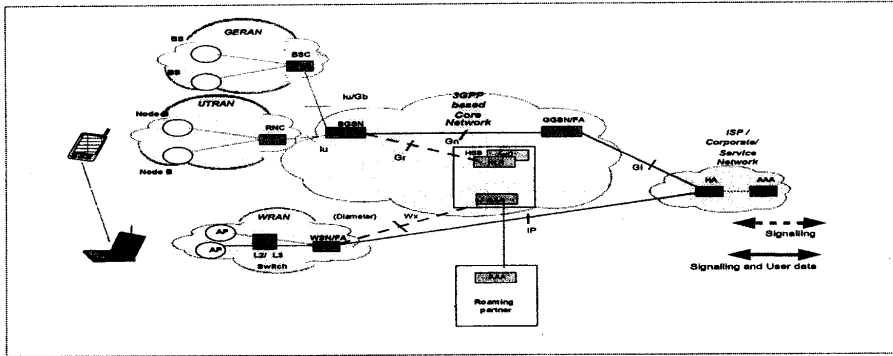 GERAN
BS
BS
BSC
Iu/Gb
UTRAN
Node B
RNC
Node B
Iu
SGSN
3GPP
based
Core
Network
GGSN/FA
Gn
Gr
HSS
Gi
ISP /
Corporate/
Service
Network
HA
AAA
WRAN
(Diameter)
Wx
AP
AP
L2/ L3
Switch
WSN/FA
IP
AAA
Roaming
partner
Signalling
Signalling and User data